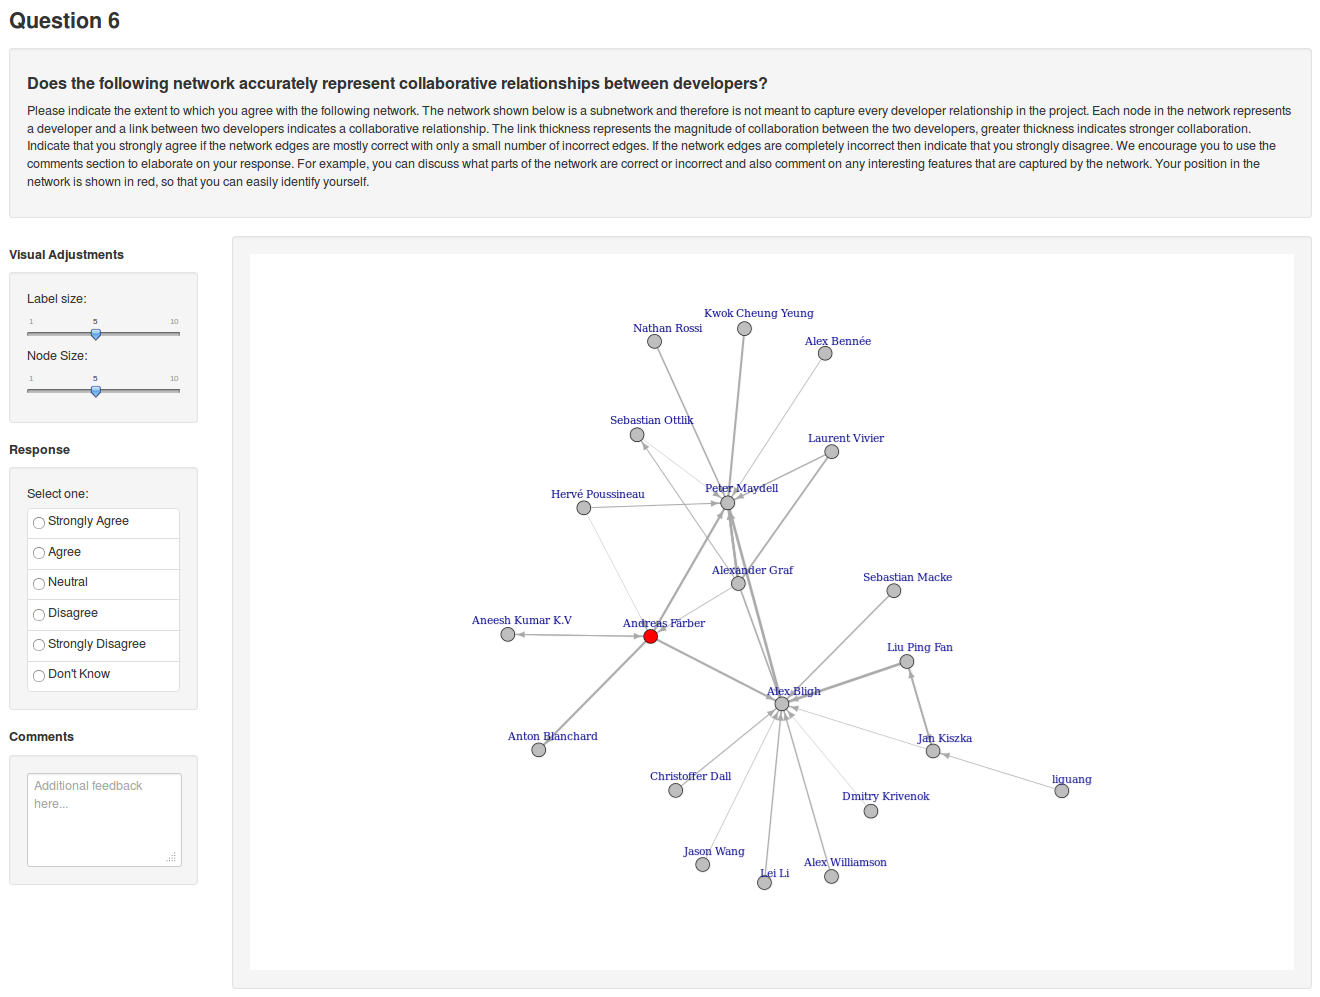 Question 6
Does the following network accurately represent collaborative relationships between developers?
Please indicate the extent to which you agree with the following network. The network shown below is a subnetwork and therefore is not meant to capture every developer relationship in the project. Each node in the network represents
a developer and a link between two developers indicates a collaborative relationship. The link thickness represents the magnitude of collaboration between the two developers, greater thickness indicates stronger collaboration.
Indicate that you strongly agree if the network edges are mostly correct with only a small number of incorrect edges. If the network edges are completely incorrect then indicate that you strongly disagree. We encourage you to use the
comments section to elaborate on your response. For example, you can discuss what parts of the network are correct or incorrect and also comment on any interesting features that are captured by the network. Your position in the
network is shown in red, so that you can easily identify yourself.
Visual Adjustments
Label size:
1 5 10
Node Size:
1 5 10
Response
Select one:
Strongly Agree
Agree
Neutral
Disagree
Strongly Disagree
Don't Know
Comments
Additional feedback
here...
Kwok Cheung Yeung
Nathan Rossi
Alex Bennée
Sebastian Ottlik
Laurent Vivier
Peter Maydell
Hervé Poussineau
Alexander Graf
Sebastian Macke
Aneesh Kumar K.V
Andreas Färber
Liu Ping Fan
Alex Bligh
Anton Blanchard
Jan Kiszka
Christoffer Dall
liguang
Dmitry Krivenok
Jason Wang
Alex Williamson
Lei Li